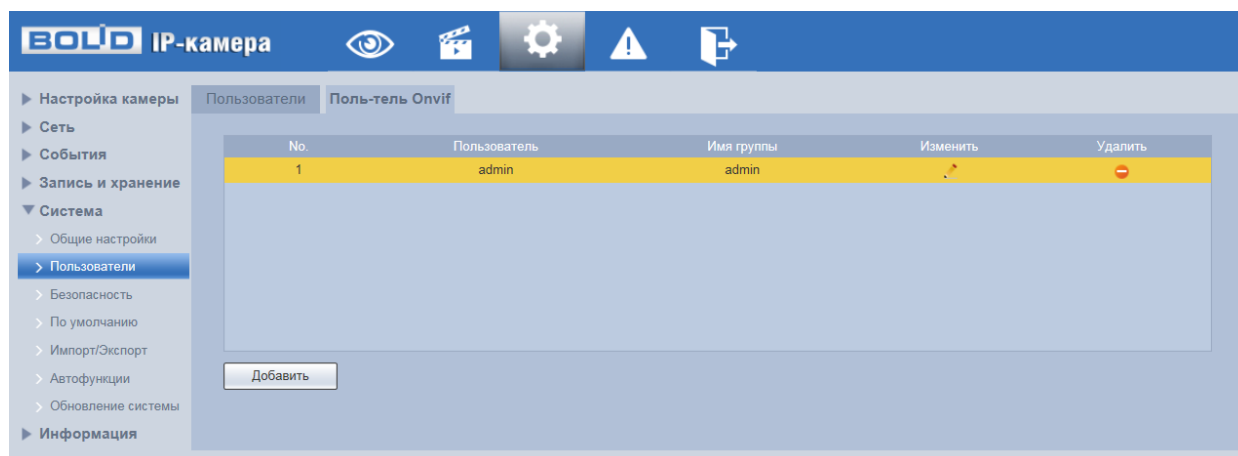 BOLID IP-камера
Настройка камеры
Сеть
События
Запись и хранение
Система
Общие настройки
Пользователи
Безопасность
По умолчанию
Импорт/Экспорт
Автофункции
Обновление системы
Информация
Пользователи Поль-тель Onvif
No. Пользователь Имя группы Изменить Удалить
1 admin admin
Добавить